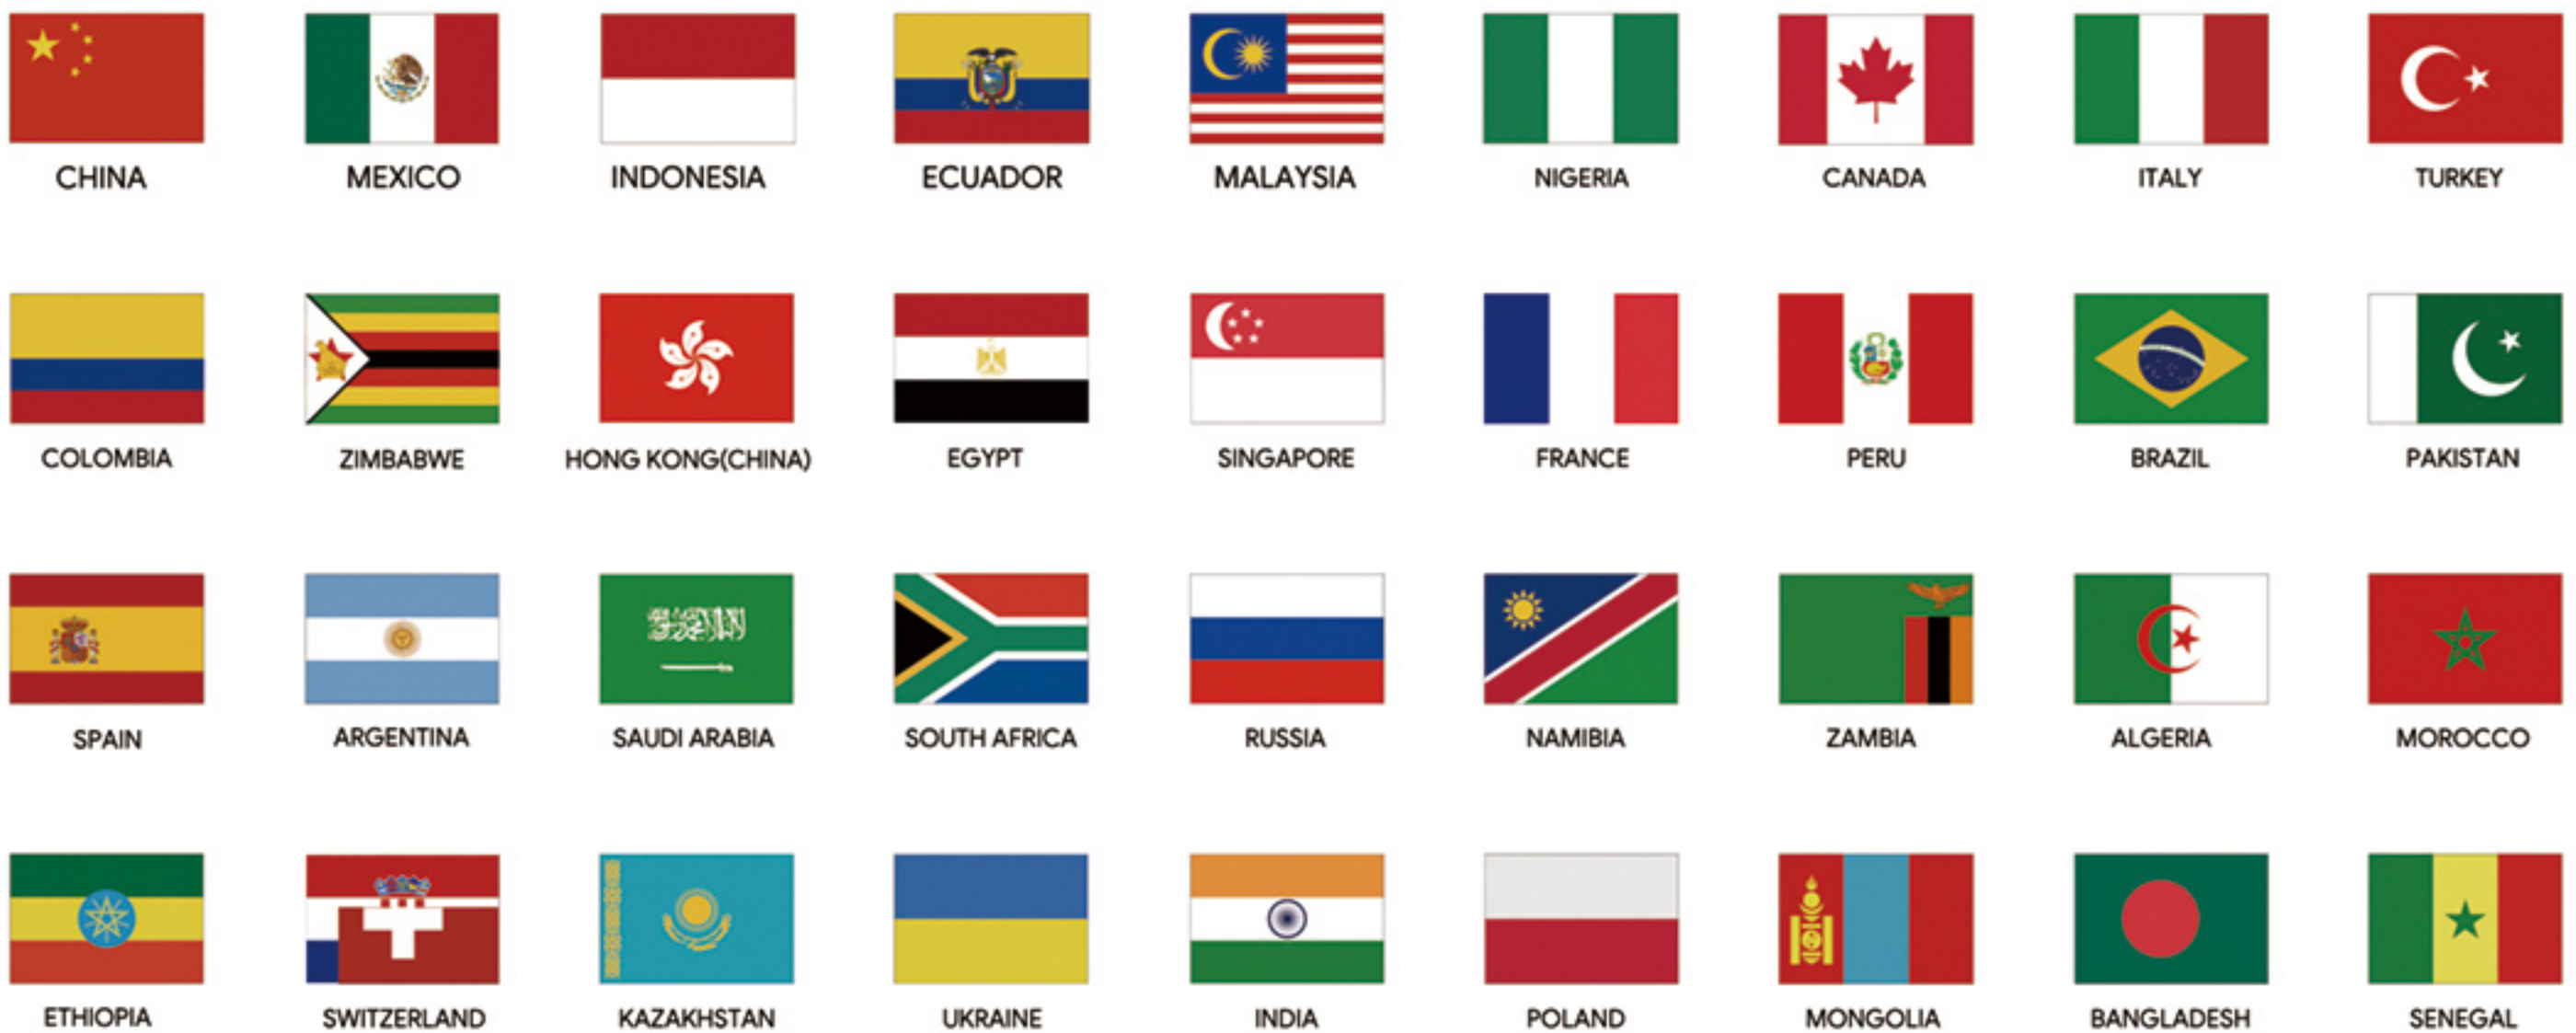 CHINA
MEXICO
INDONESIA
ECUADOR
MALAYSIA
NIGERIA
CANADA
ITALY
TURKEY
COLOMBIA
ZIMBABWE
HONG KONG(CHINA)
EGYPT
SINGAPORE
FRANCE
PERU
BRAZIL
PAKISTAN
SPAIN
ARGENTINA
SAUDI ARABIA
SOUTH AFRICA
RUSSIA
NAMIBIA
ZAMBIA
ALGERIA
MOROCCO
ETHIOPIA
SWITZERLAND
KAZAKHSTAN
UKRAINE
INDIA
POLAND
MONGOLIA
BANGLADESH
SENEGAL